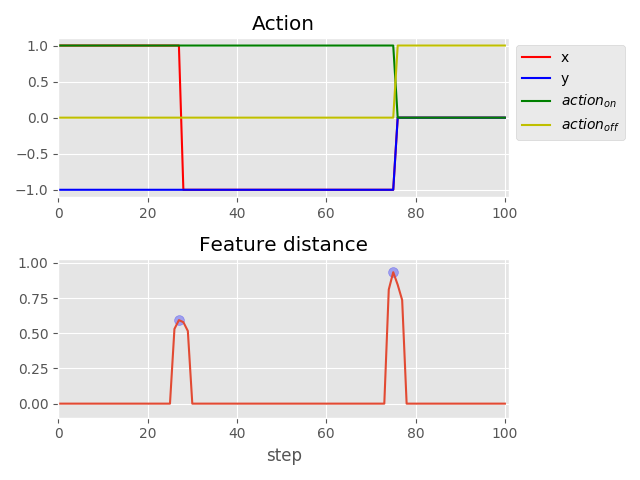 Action
1.0
0.5
0.0
−0.5
−1.0
0 20 40 60 80 100
x
y
action_on
action_off
Feature distance
1.00
0.75
0.50
0.25
0.00
0 20 40 60 80 100
step